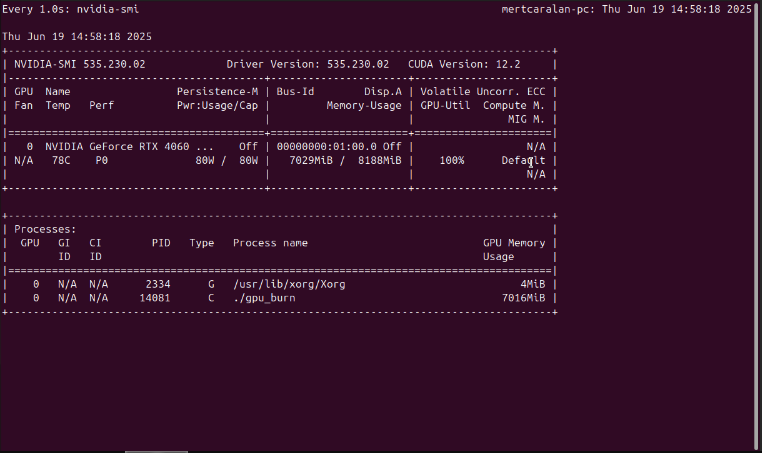 Every 1.0s: nvidia-smi                                                            mertcaralan-pc: Thu Jun 19 14:58:18 2025

Thu Jun 19 14:58:18 2025
+---------------------------------------------------------------------------------------+
| NVIDIA-SMI 535.230.02             Driver Version: 535.230.02   CUDA Version: 12.2     |
|-----------------------------------------+----------------------+----------------------+
| GPU  Name                 Persistence-M | Bus-Id        Disp.A | Volatile Uncorr. ECC |
| Fan  Temp   Perf          Pwr:Usage/Cap |         Memory-Usage | GPU-Util  Compute M. |
|                                         |                      |               MIG M. |
|=========================================+======================+======================|
|   0  NVIDIA GeForce RTX 4060 ...    Off | 00000000:01:00.0 Off |                  N/A |
| N/A   78C    P0              80W /  80W |   7029MiB /  8188MiB |    100%      Default |
|                                         |                      |                  N/A |
+-----------------------------------------+----------------------+----------------------+

+---------------------------------------------------------------------------------------+
| Processes:                                                                            |
|  GPU   GI   CI        PID   Type   Process name                            GPU Memory |
|        ID   ID                                                             Usage      |
|=======================================================================================|
|    0   N/A  N/A      2334      G   /usr/lib/xorg/Xorg                            4MiB |
|    0   N/A  N/A     14081      C   ./gpu_burn                                 7016MiB |
+---------------------------------------------------------------------------------------+